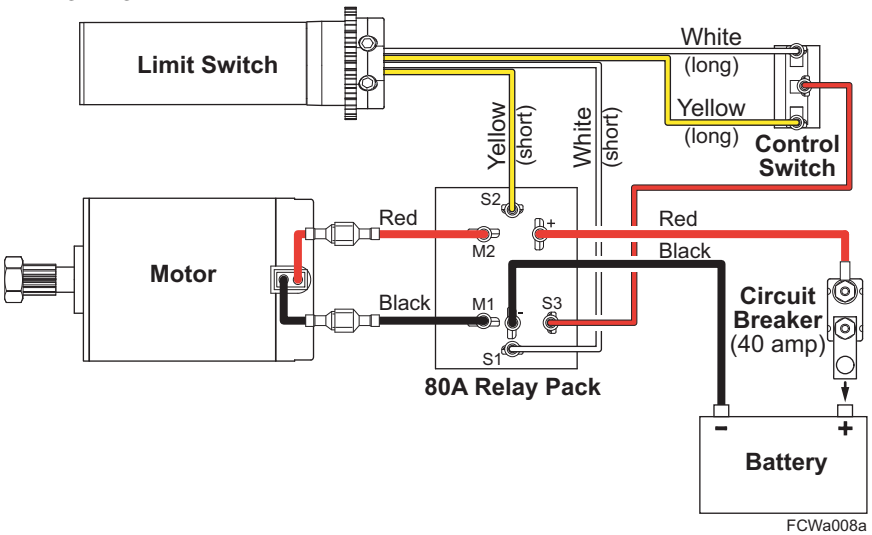 White
(long)
Limit Switch
Yellow
(long)
Yellow
(short)
White
(short)
Control
Switch
S2
+
Red
Red
M2
Black
Motor
Black
M1
-
S3
S1
Circuit
Breaker
(40 amp)
80A Relay Pack
- +
Battery
FCWa008a